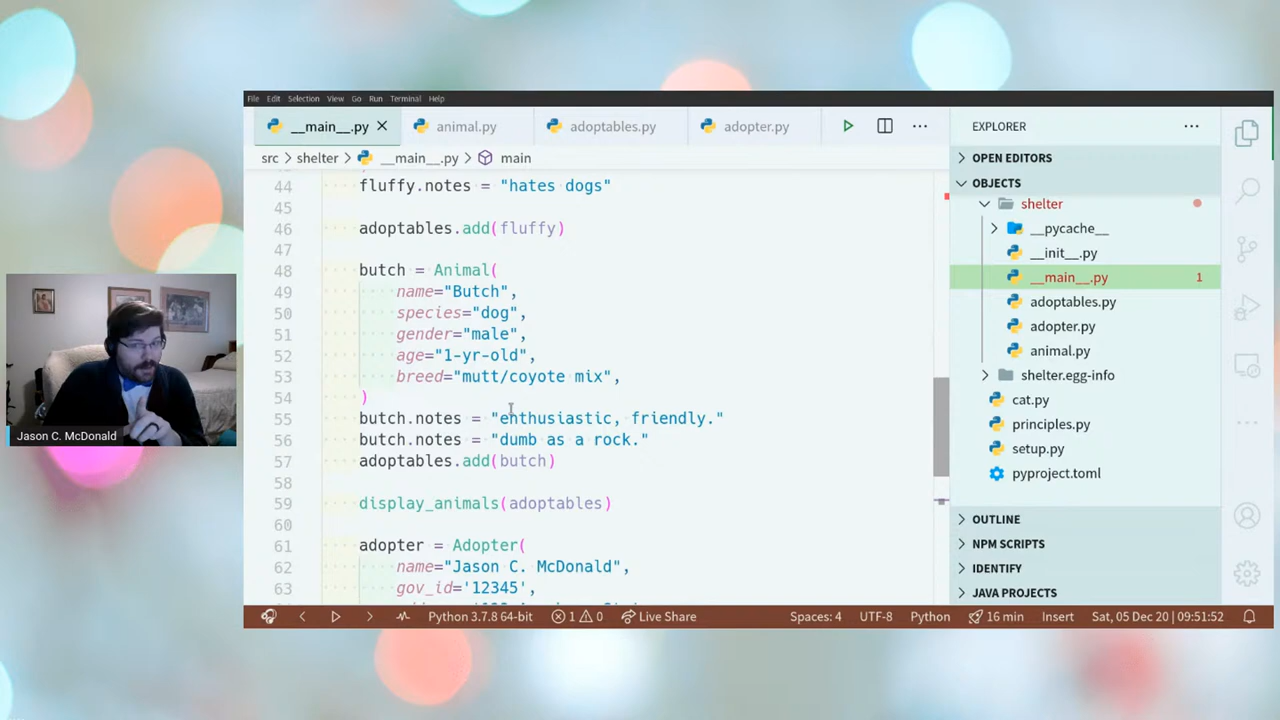 File Edit Selection View Go Run Terminal Help
__main__.py animal.py adoptables.py adopter.py
src shelter __main__.py main
44 fluffy.notes = "hates dogs"
45
46 adoptables.add(fluffy)
47
48 butch = Animal(
49 name="Butch",
50 species="dog",
51 gender="male",
52 age="1-yr-old",
53 breed="mutt/coyote mix",
54 )
55 butch.notes = "enthusiastic, friendly."
56 butch.notes = "dumb as a rock."
57 adoptables.add(butch)
58
59 display_animals(adoptables)
60
61 adopter = Adopter(
62 name="Jason C. McDonald",
63 gov_id='12345',
EXPLORER
OPEN EDITORS
OBJECTS
shelter
__pycache__
__init__.py
__main__.py 1
adoptables.py
adopter.py
animal.py
shelter.egg-info
cat.py
principles.py
setup.py
pyproject.toml
OUTLINE
NPM SCRIPTS
IDENTIFY
JAVA PROJECTS
Python 3.7.8 64-bit 1 0 Live Share Spaces: 4 UTF-8 Python 16 min Insert Sat, 05 Dec 20, 09:51:52
Jason C. McDonald